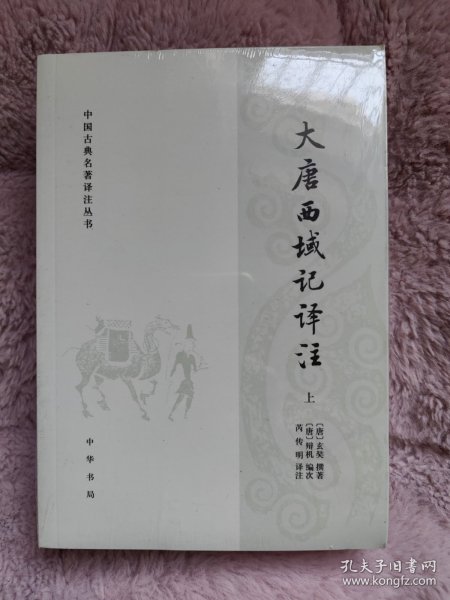 中国古典名著译注丛书
大唐西域记译注
上
［唐］玄奘 撰著
［唐］辩机 编次
芮传明 译注
中华书局
孔夫子旧书网
www.kongfz.com